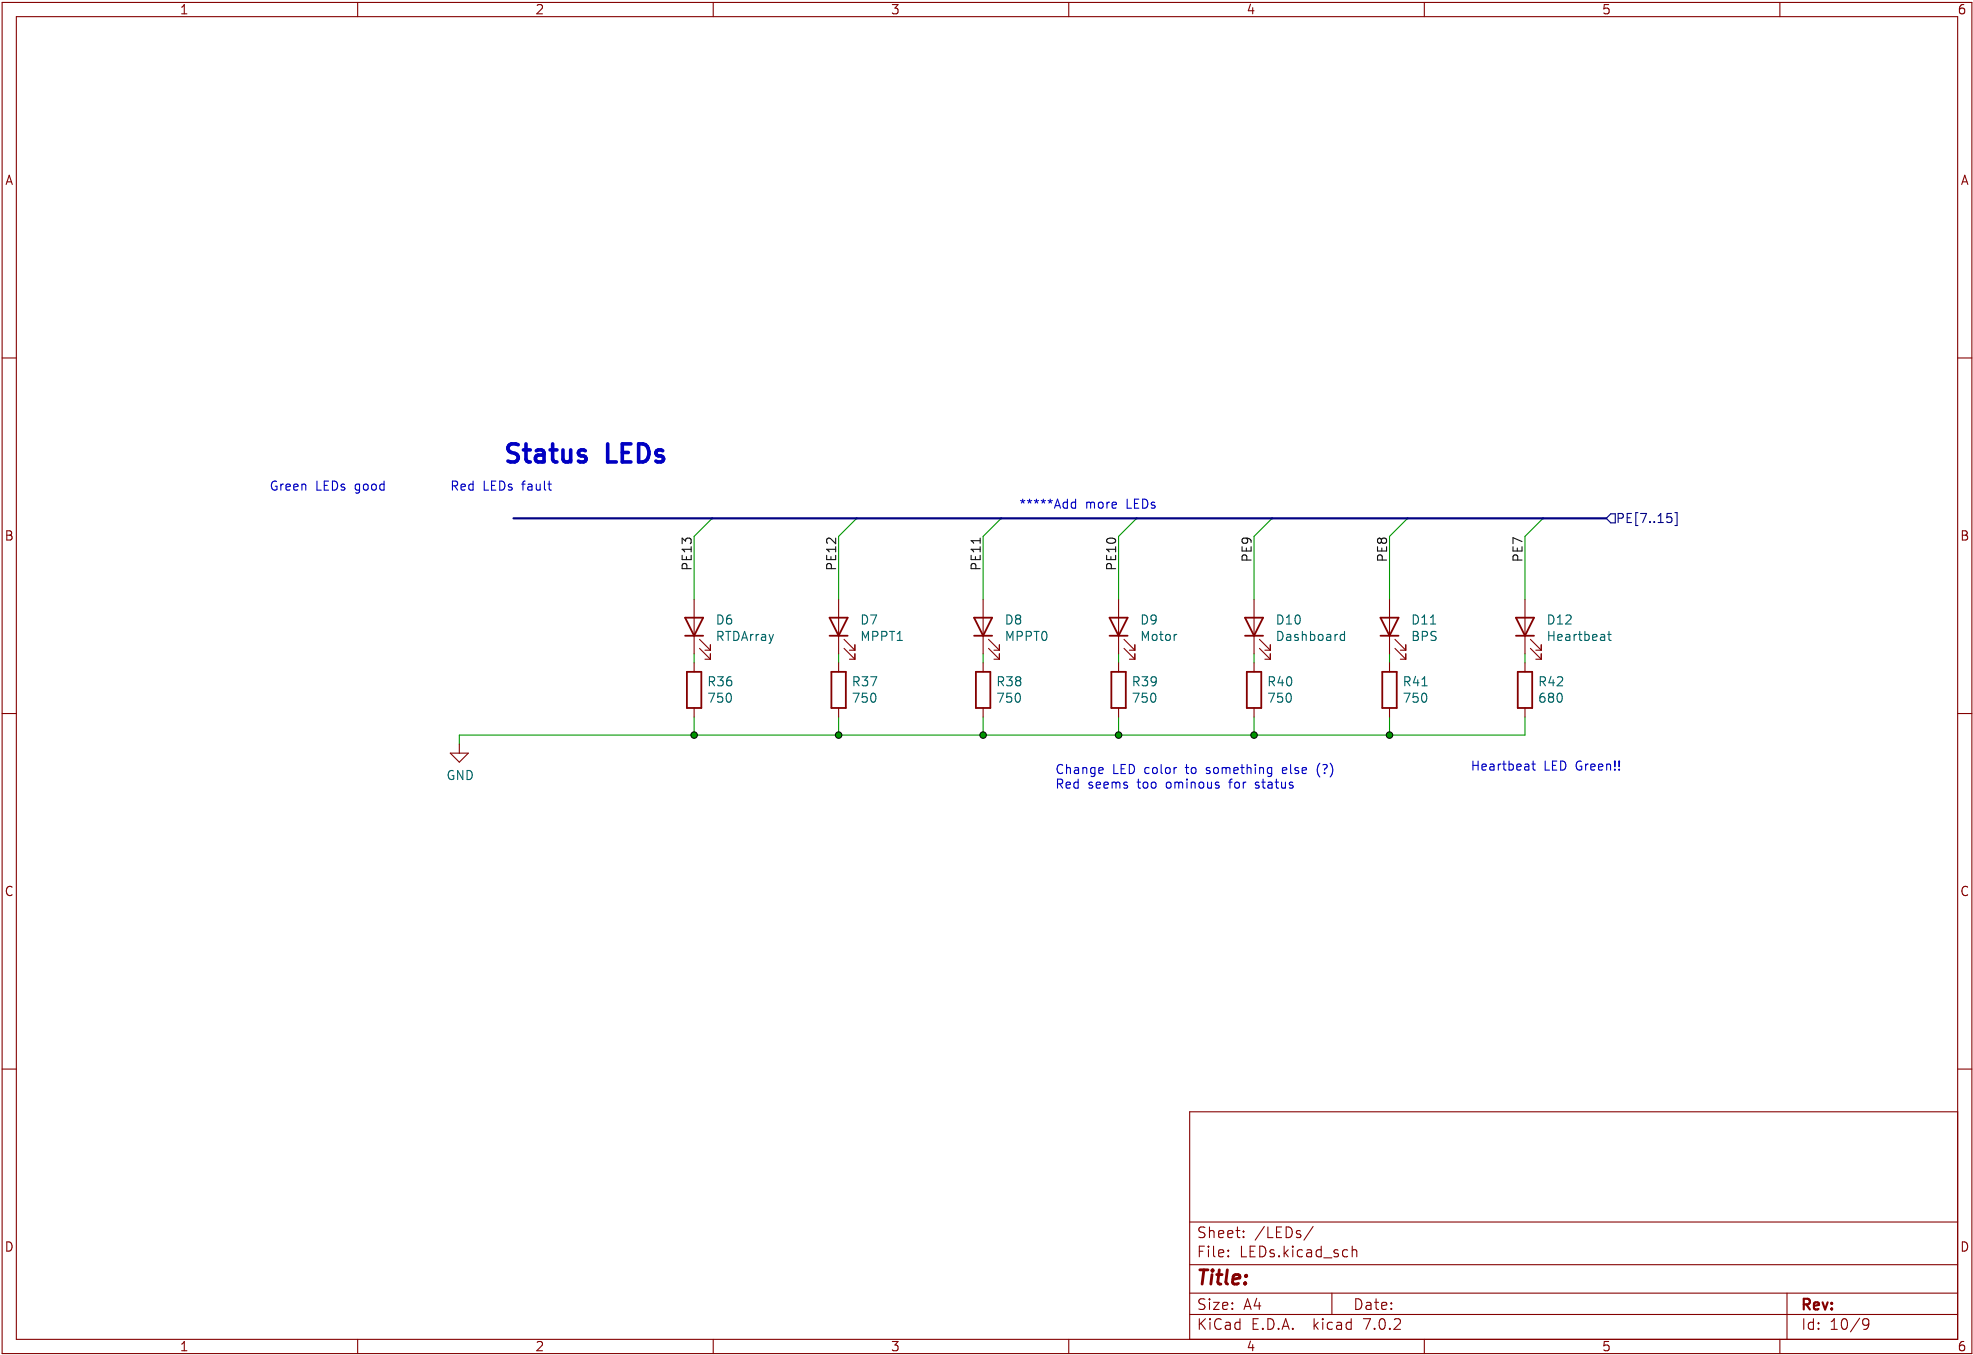 1 2 3 4 5 6
A A
Status LEDs
Green LEDs good Red LEDs fault
*****Add more LEDs
PE[7..15]
B B
PE13 PE12 PE11 PE10 PE9 PE8 PE7
D6 D7 D8 D9 D10 D11 D12
RTDArray MPPT1 MPPT0 Motor Dashboard BPS Heartbeat
R36 R37 R38 R39 R40 R41 R42
750 750 750 750 750 750 680
GND
Change LED color to something else (?)
Red seems too ominous for status
Heartbeat LED Green!!
C C
Sheet: /LEDs/
D D
File: LEDs.kicad_sch
Title:
Size: A4 Date: Rev:
KiCad E.D.A. kicad 7.0.2 Id: 10/9
1 2 3 4 5 6